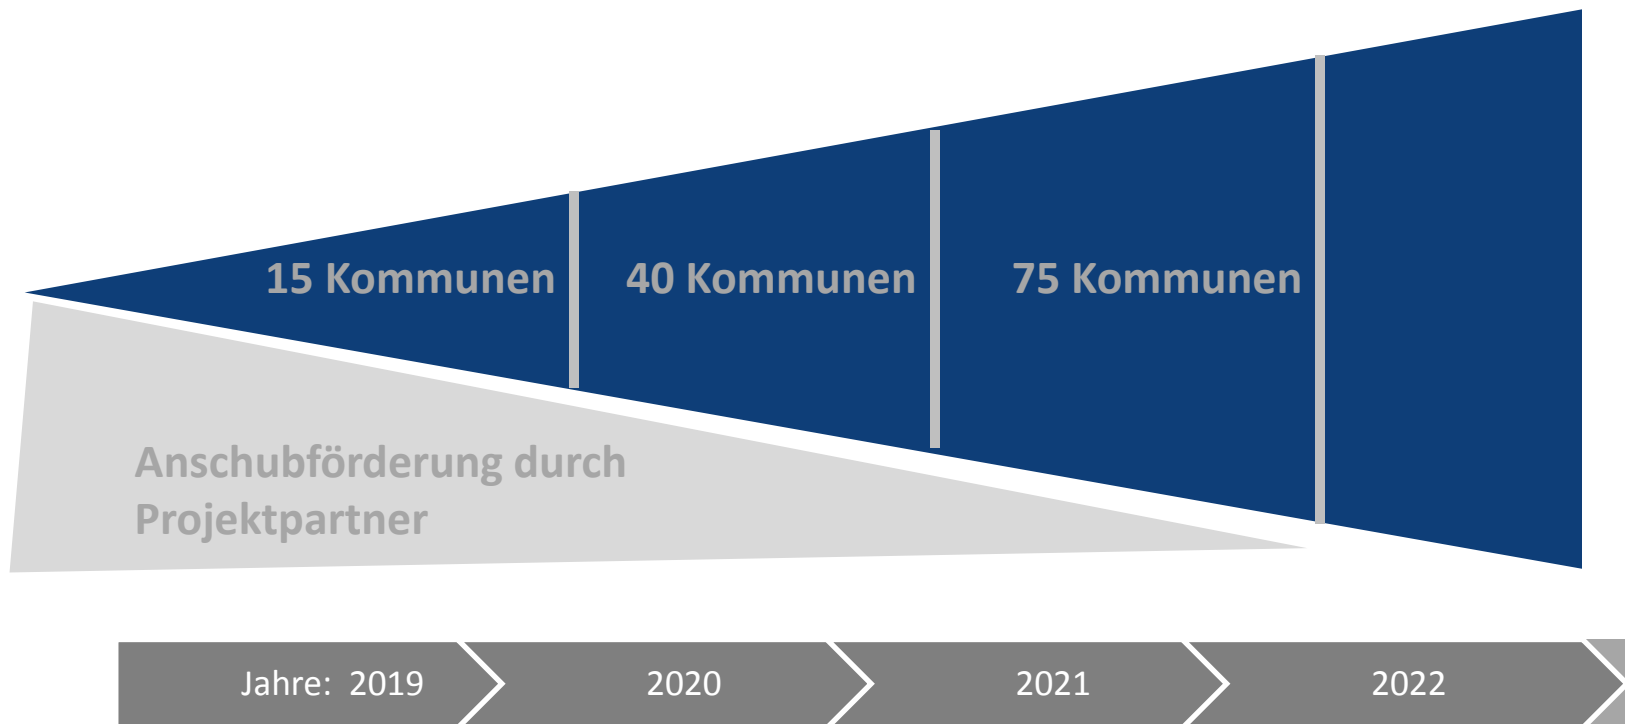 15 Kommunen
40 Kommunen
75 Kommunen
Anschubförderung durch
Projektpartner
Jahre: 2019
2020
2021
2022